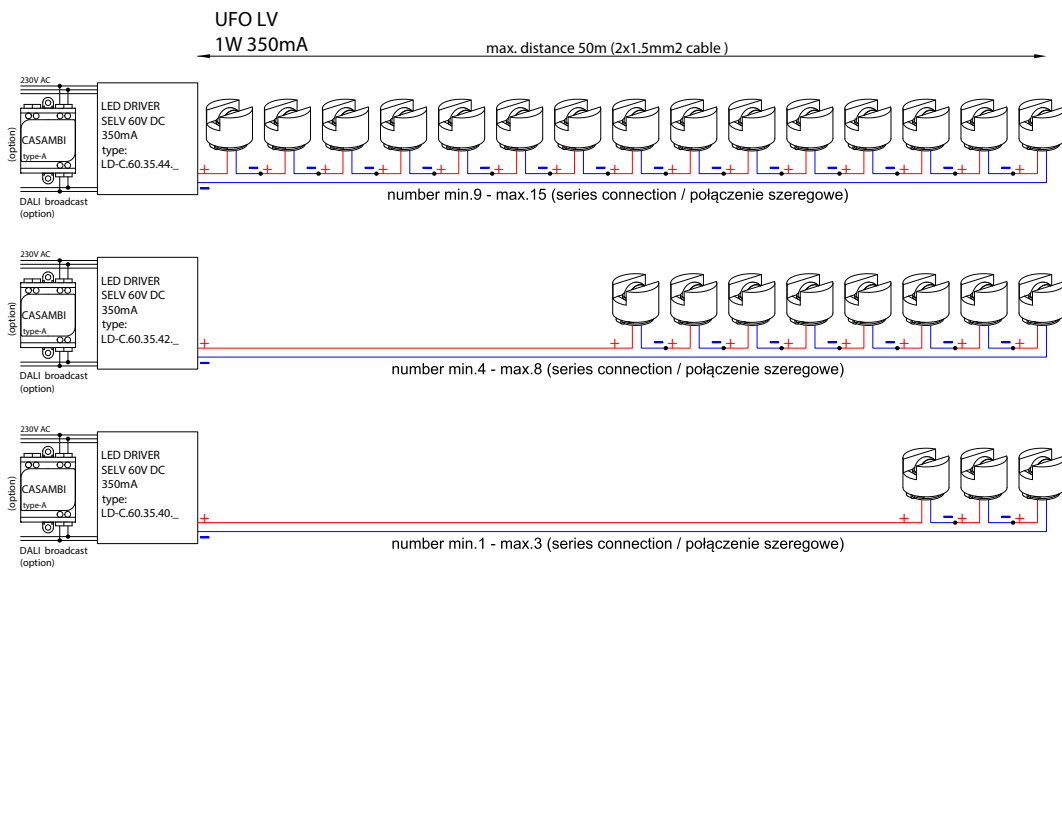 UFO LV
1W 350mA
max. distance 50m (2x1.5mm2 cable )
230V AC
(option)
CASAMBI
type-A
DALI broadcast
(option)
LED DRIVER
SELV 60V DC
350mA
type:
LD-C.60.35.44._
number min.9 - max.15 (series connection / połączenie szeregowe)
230V AC
(option)
CASAMBI
type-A
DALI broadcast
(option)
LED DRIVER
SELV 60V DC
350mA
type:
LD-C.60.35.42._
number min.4 - max.8 (series connection / połączenie szeregowe)
230V AC
(option)
CASAMBI
type-A
DALI broadcast
(option)
LED DRIVER
SELV 60V DC
350mA
type:
LD-C.60.35.40._
number min.1 - max.3 (series connection / połączenie szeregowe)